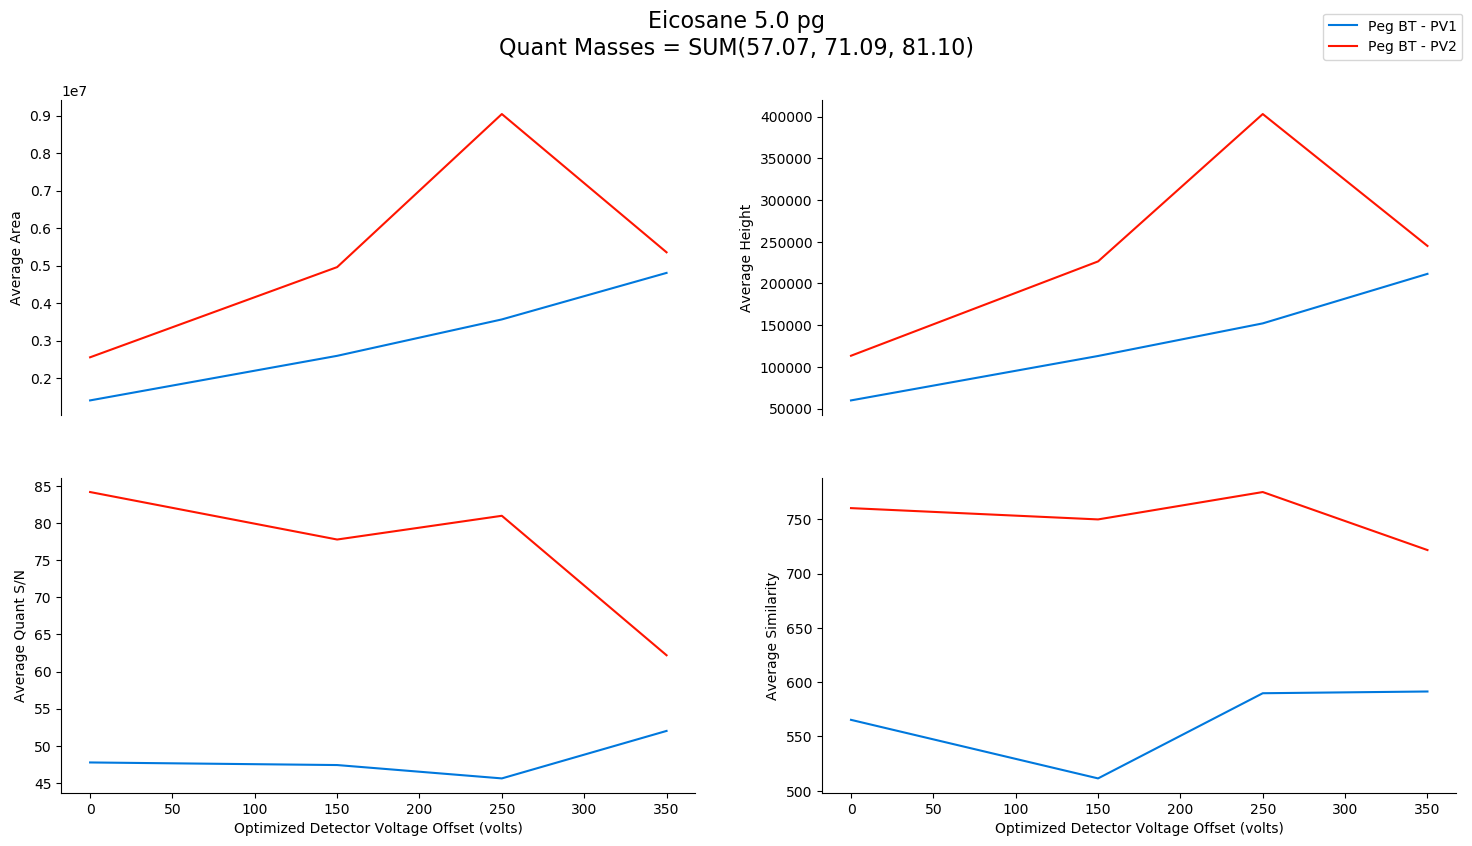 Eicosane 5.0 pg
Quant Masses = SUM(57.07, 71.09, 81.10)
Peg BT - PV1
Peg BT - PV2
1e7
0.9
0.8
0.7
0.6
0.5
0.4
0.3
0.2
Average Area
400000
350000
300000
250000
200000
150000
100000
50000
Average Height
85
80
75
70
65
60
55
50
45
Average Quant S/N
0 50 100 150 200 250 300 350
Optimized Detector Voltage Offset (volts)
750
700
650
600
550
500
Average Similarity
0 50 100 150 200 250 300 350
Optimized Detector Voltage Offset (volts)